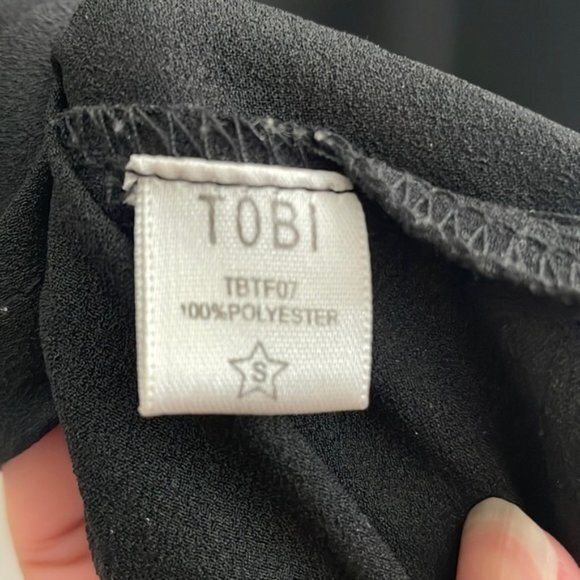 TOBI
TBTF07
100%POLYESTER
S